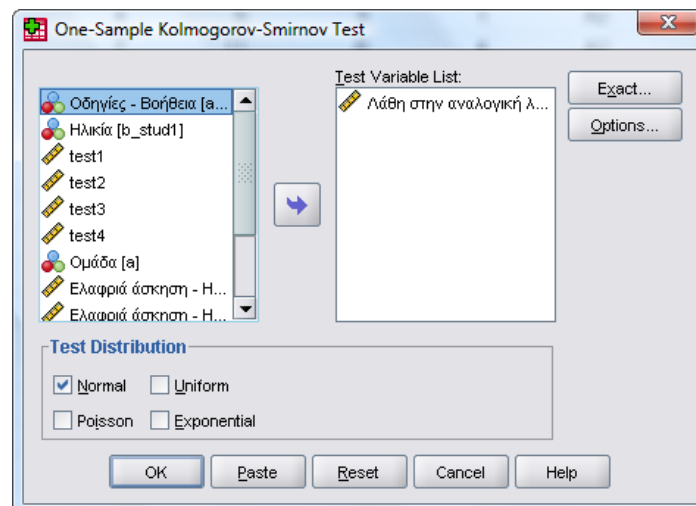 One-Sample Kolmogorov-Smirnov Test
Οδηγίες - Βοήθεια [a...
Ηλικία [b_stud1]
test1
test2
test3
test4
Ομάδα [a]
Ελαφριά άσκηση - Η...
Ελαφριά άσκηση - Η...
Test Variable List:
Λάθη στην αναλογική λ...
Exact...
Options...
Test Distribution
Normal Uniform
Poisson Exponential
OK Paste Reset Cancel Help